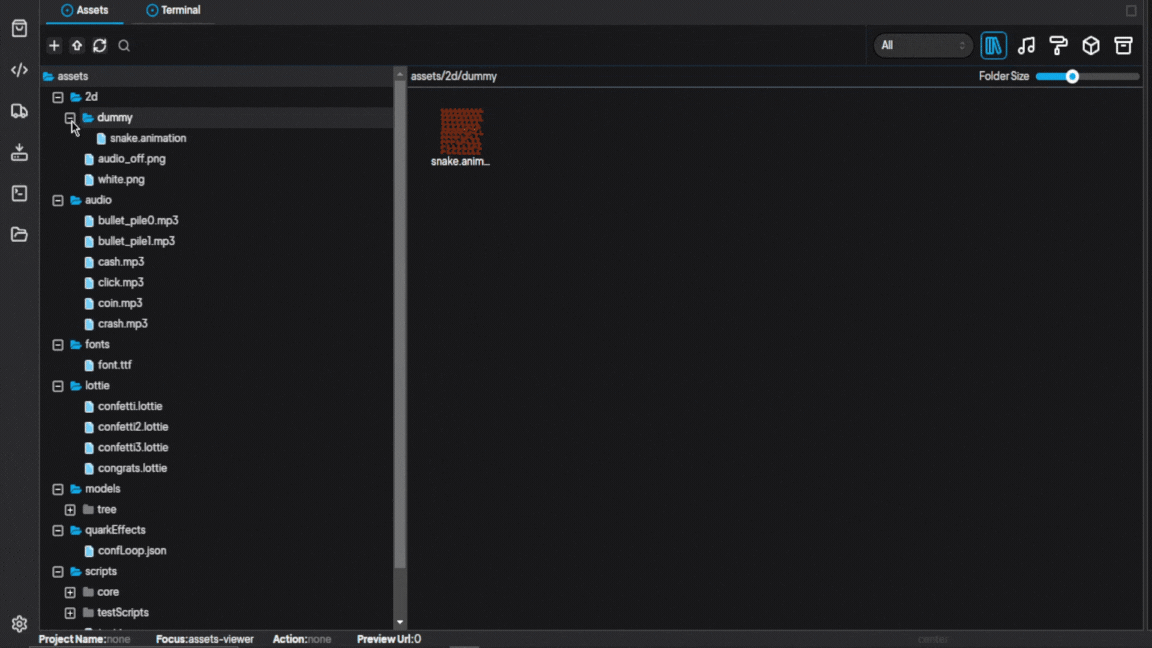 Assets
Terminal
All
assets
assets/2d/dummy
Folder Size
2d
dummy
snake.animation
snake.anim...
audio_off.png
white.png
audio
bullet_pile0.mp3
bullet_pile1.mp3
cash.mp3
click.mp3
coin.mp3
crash.mp3
fonts
font.ttf
lottie
confetti.lottie
confetti2.lottie
confetti3.lottie
congrats.lottie
models
tree
quarkEffects
confLoop.json
scripts
core
testScripts
Project Name:none Focus:assets-viewer Action:none Preview Url:0